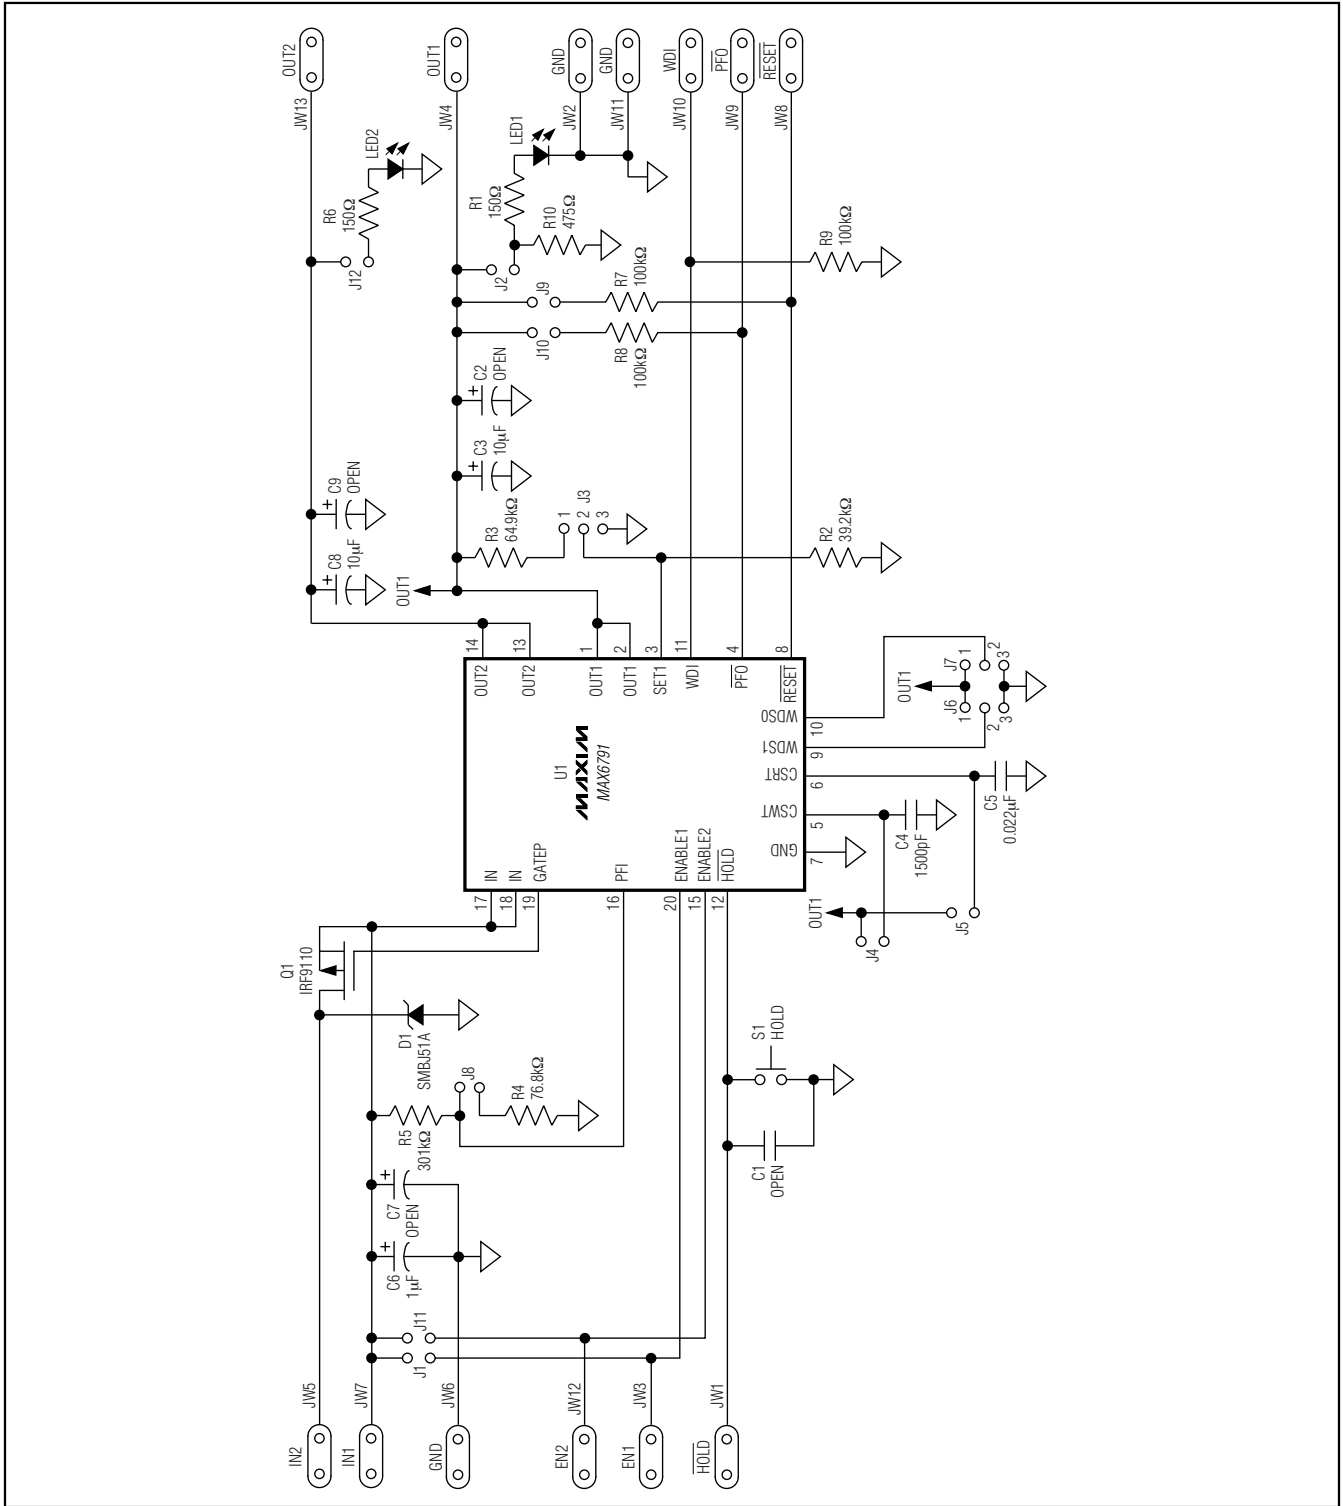 OUT2
JW13
OUT1
JW4
GND
JW2
GND
JW11
WDI
JW10
PFO
JW9
RESET
JW8
LED2
R6
150Ω
J12
LED1
R1
150Ω
R10
475Ω
J2
J9
R7
100kΩ
J10
R8
100kΩ
R9
100kΩ
+ C2
OPEN
+ C3
10µF
+ C9
OPEN
+ C8
10µF
R3
64.9kΩ
J3
1
2
3
R2
39.2kΩ
OUT1
14
13
1
2
3
11
4
8
OUT2
OUT2
OUT1
OUT1
SET1
WDI
PFO
RESET
U1
MAXIM
MAX6791
WDS0
10
WDS1
9
CSRT
6
CSWT
5
GND
7
IN
IN
GATEP
PFI
ENABLE1
ENABLE2
HOLD
17
18
19
16
20
15
12
OUT1
J7
1
2
3
J6
1
2
3
C5
0.022µF
C4
1500pF
OUT1
J4
J5
Q1
IRF9110
D1
SMBJ51A
J8
R4
76.8kΩ
R5
301kΩ
+
C7
OPEN
+
C6
1µF
S1
HOLD
C1
OPEN
J11
J1
IN2
JW5
IN1
JW7
GND
JW6
EN2
JW12
EN1
JW3
HOLD
JW1